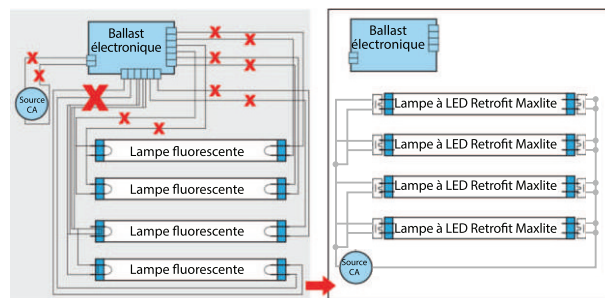 Ballast
électronique
Source
CA
Lampe fluorescente
Lampe fluorescente
Lampe fluorescente
Lampe fluorescente
Ballast
électronique
Lampe à LED Retrofit Maxlite
Lampe à LED Retrofit Maxlite
Lampe à LED Retrofit Maxlite
Lampe à LED Retrofit Maxlite
Source
CA